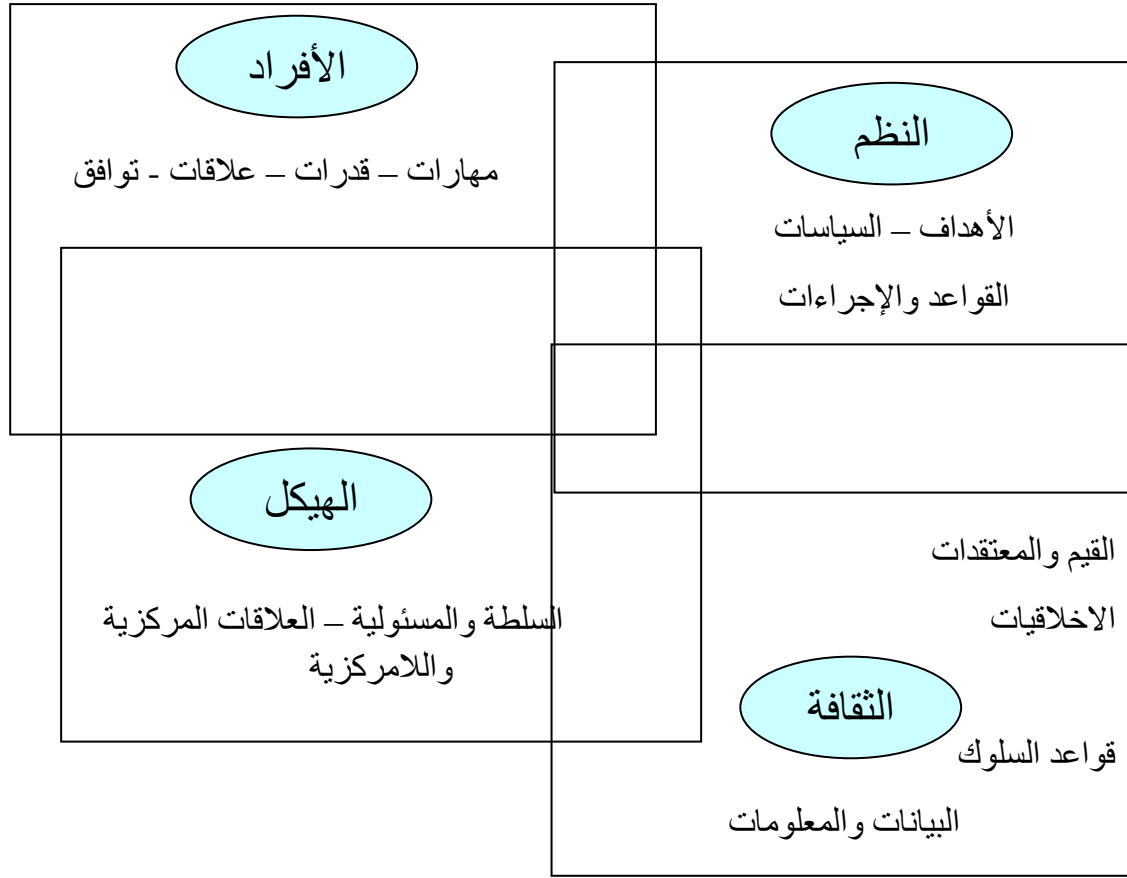 الأفراد
مهارات – قدرات – علاقات - توافق
النظم
الأهداف – السياسات
القواعد والإجراءات
الهيكل
السلطة والمسئولية – العلاقات المركزية
واللامركزية
القيم والمعتقدات
الاخلاقيات
الثقافة
قواعد السلوك
البيانات والمعلومات